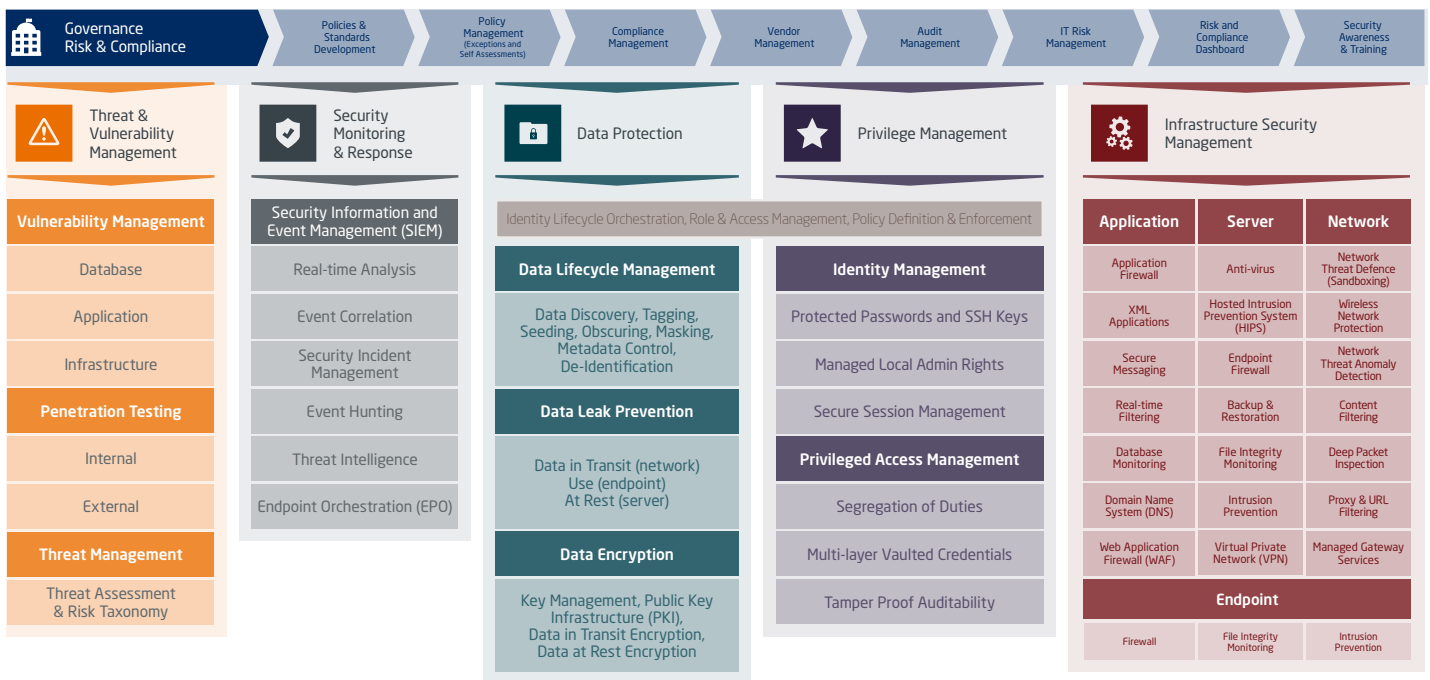 Governance
Risk & Compliance
Policies &
Standards
Development
Policy
Management
(Exceptions and
Self Assessments)
Compliance
Management
Vendor
Management
Audit
Management
IT Risk
Management
Risk and
Compliance
Dashboard
Security
Awareness
& Training
Threat &
Vulnerability
Management
Vulnerability Management
Database
Application
Infrastructure
Penetration Testing
Internal
External
Threat Management
Threat Assessment
& Risk Taxonomy
Security
Monitoring
& Response
Security Information and
Event Management (SIEM)
Real-time Analysis
Event Correlation
Security Incident
Management
Event Hunting
Threat Intelligence
Endpoint Orchestration (EPO)
Data Protection
Privilege Management
Identity Lifecycle Orchestration, Role & Access Management, Policy Definition & Enforcement
Data Lifecycle Management
Data Discovery, Tagging,
Seeding, Obscuring, Masking,
Metadata Control,
De-Identification
Data Leak Prevention
Data in Transit (network)
Use (endpoint)
At Rest (server)
Data Encryption
Key Management, Public Key
Infrastructure (PKI),
Data in Transit Encryption,
Data at Rest Encryption
Identity Management
Protected Passwords and SSH Keys
Managed Local Admin Rights
Secure Session Management
Privileged Access Management
Segregation of Duties
Multi-layer Vaulted Credentials
Tamper Proof Auditability
Infrastructure Security
Management
Application
Application
Firewall
XML
Applications
Secure
Messaging
Real-time
Filtering
Database
Monitoring
Domain Name
System (DNS)
Web Application
Firewall (WAF)
Server
Anti-virus
Hosted Intrusion
Prevention System
(HIPS)
Endpoint
Firewall
Backup &
Restoration
File Integrity
Monitoring
Intrusion
Prevention
Virtual Private
Network (VPN)
Network
Network
Threat Defence
(Sandboxing)
Wireless
Network
Protection
Network
Threat Anomaly
Detection
Content
Filtering
Deep Packet
Inspection
Proxy & URL
Filtering
Managed Gateway
Services
Endpoint
Firewall
File Integrity
Monitoring
Intrusion
Prevention